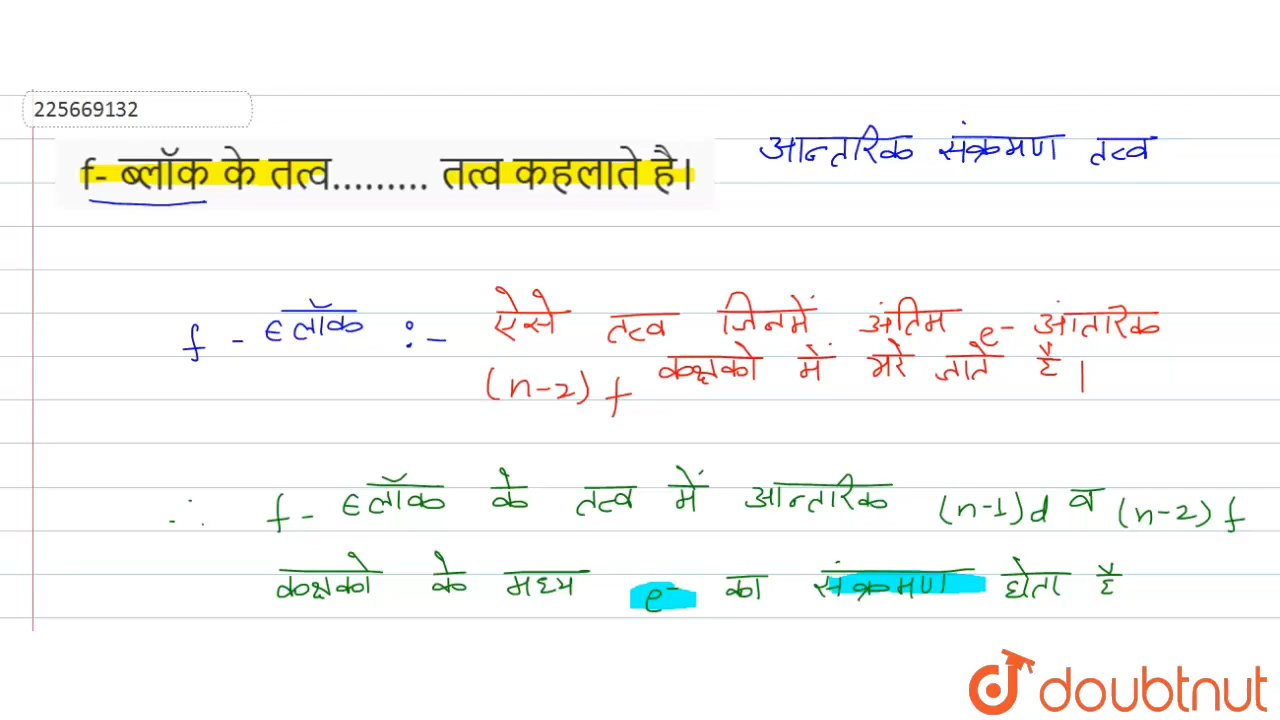 225669132
f- ब्लॉक के तत्व......... तत्व कहलाते है।
आन्तरिक संक्रमण तत्व
f - ब्लॉक :- ऐसे तत्व जिनमें अंतिम e- आंतरिक
(n-2) f कक्षको में भरे जाते है।
∴ f- ब्लॉक के तत्व में आन्तरिक (n-1)d व (n-2) f
कक्षको के मध्य e- का संक्रमण होता है
doubtnut